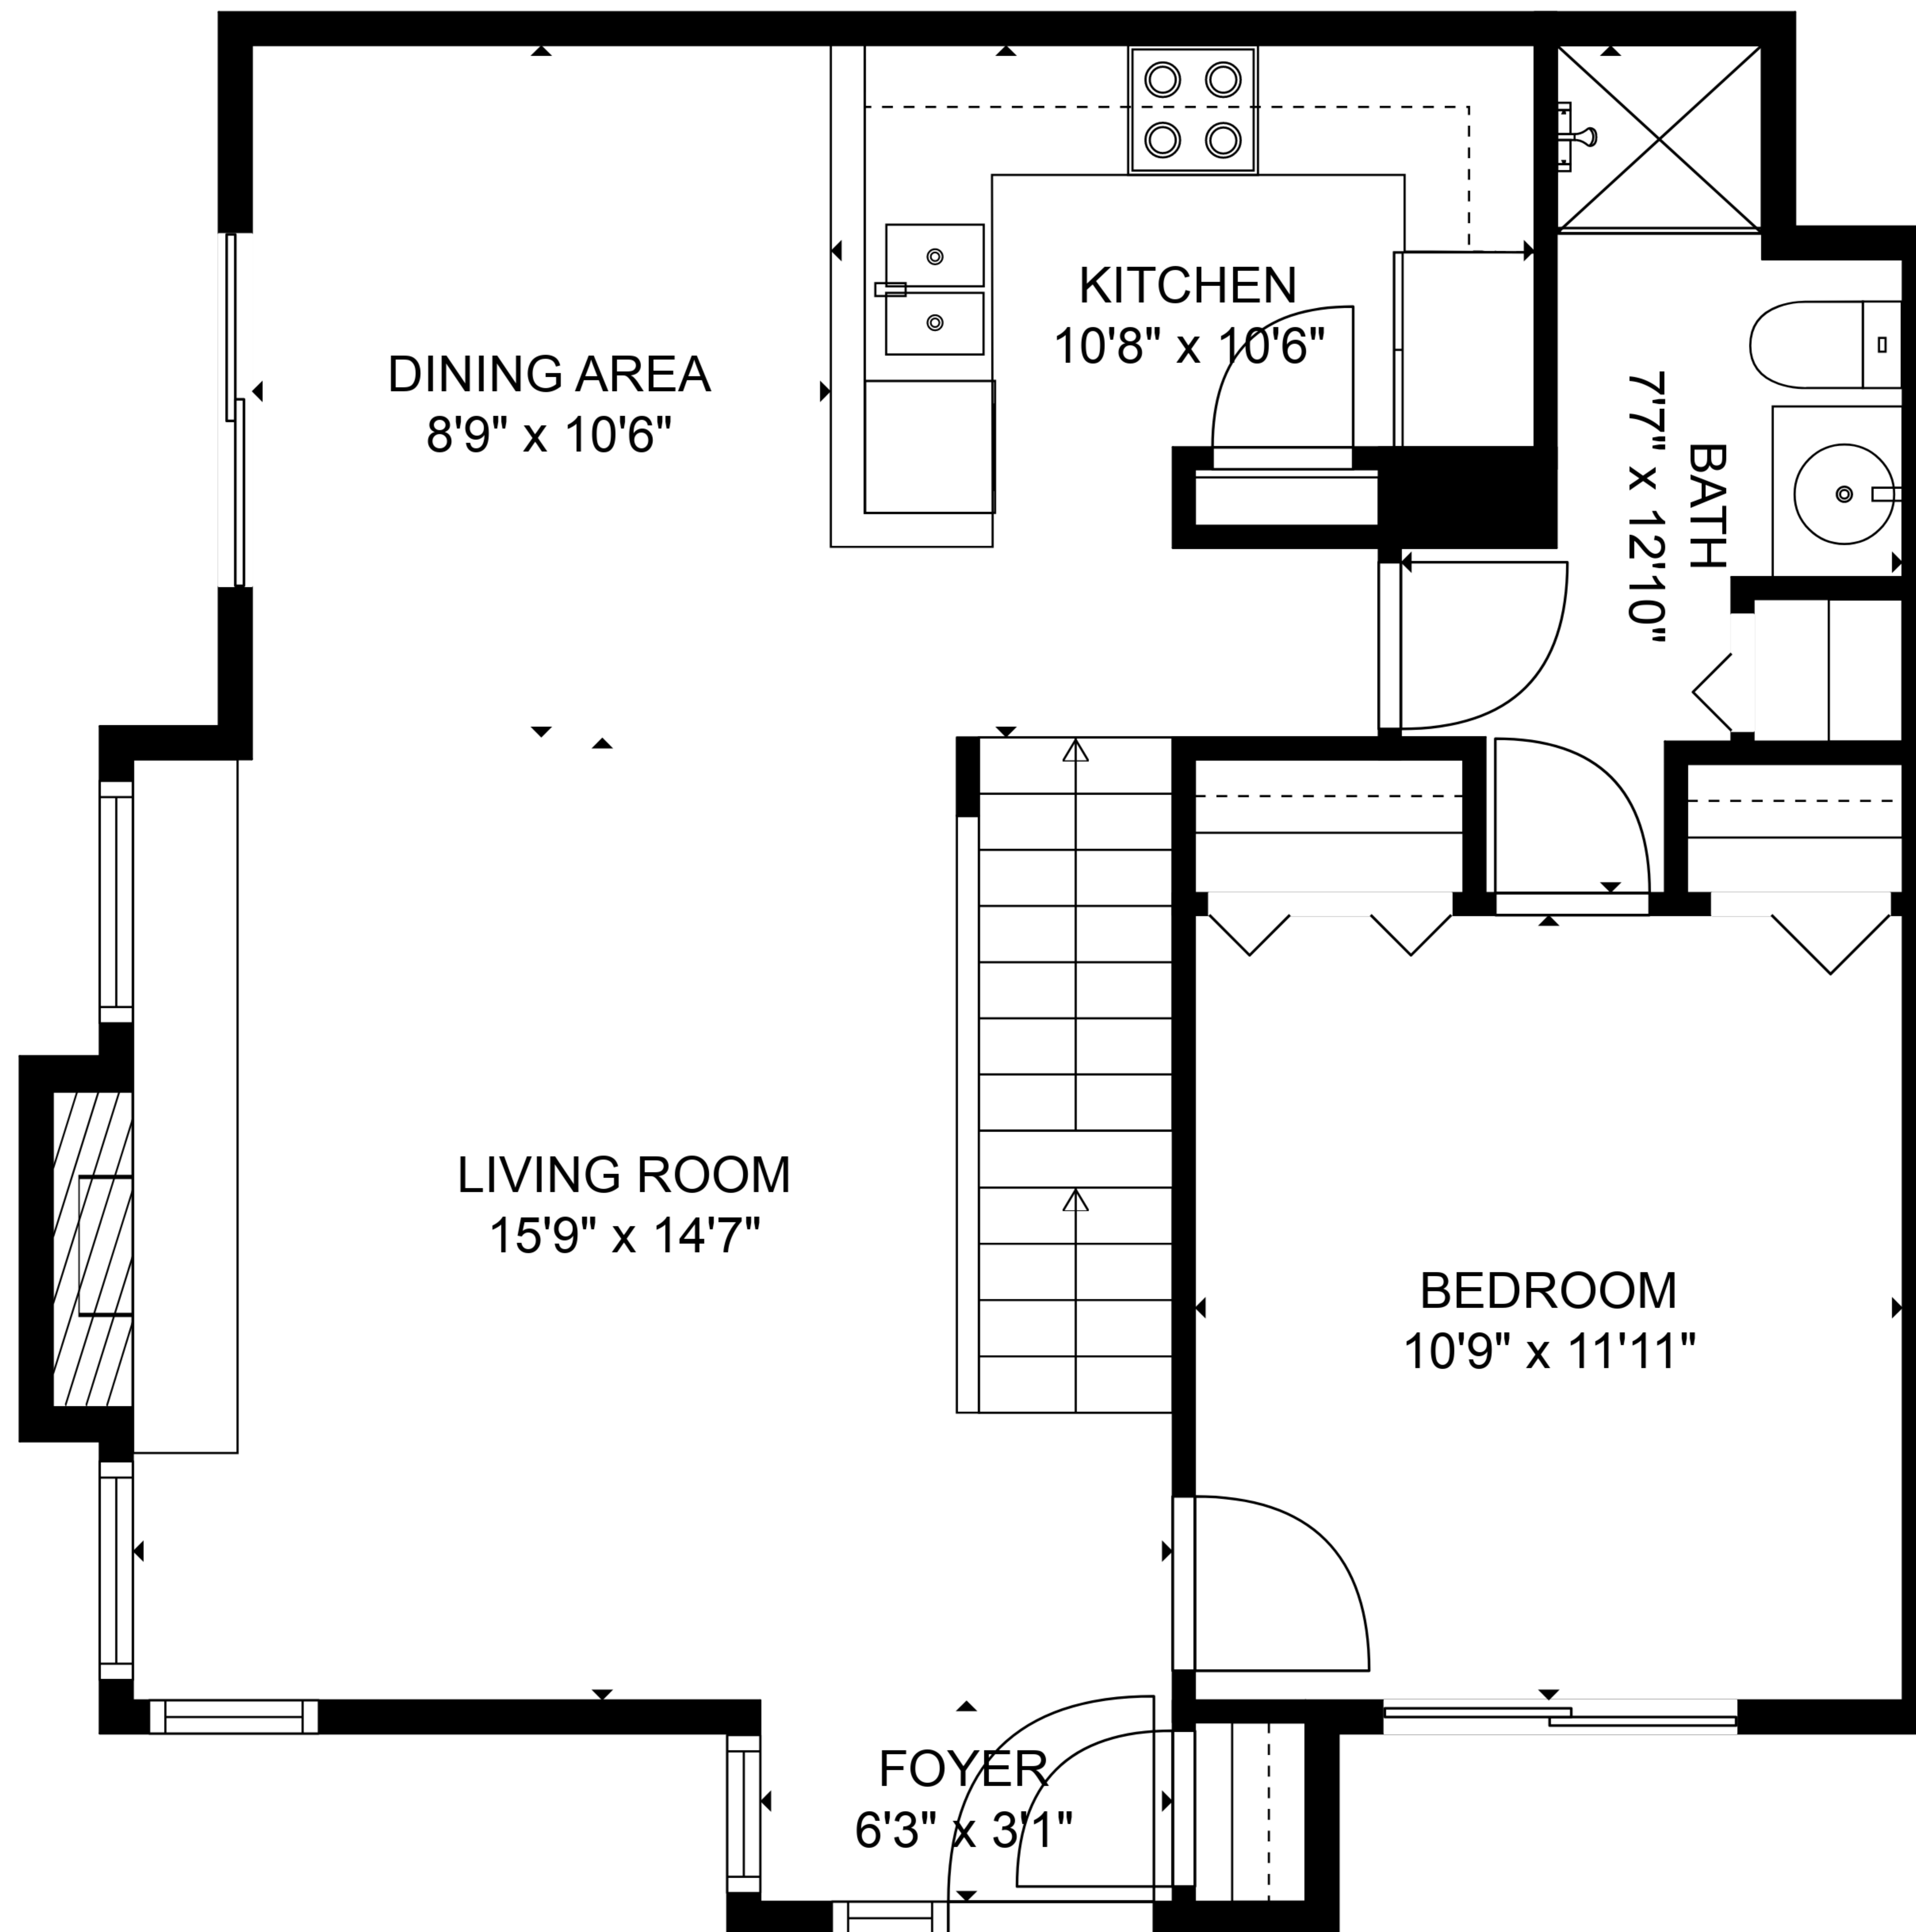 KITCHEN
10'8" x 10'6"
DINING AREA
8'9" x 10'6"
BATH
7'7" x 12'10"
LIVING ROOM
15'9" x 14'7"
BEDROOM
10'9" x 11'11"
FOYER
6'3" x 3'1"